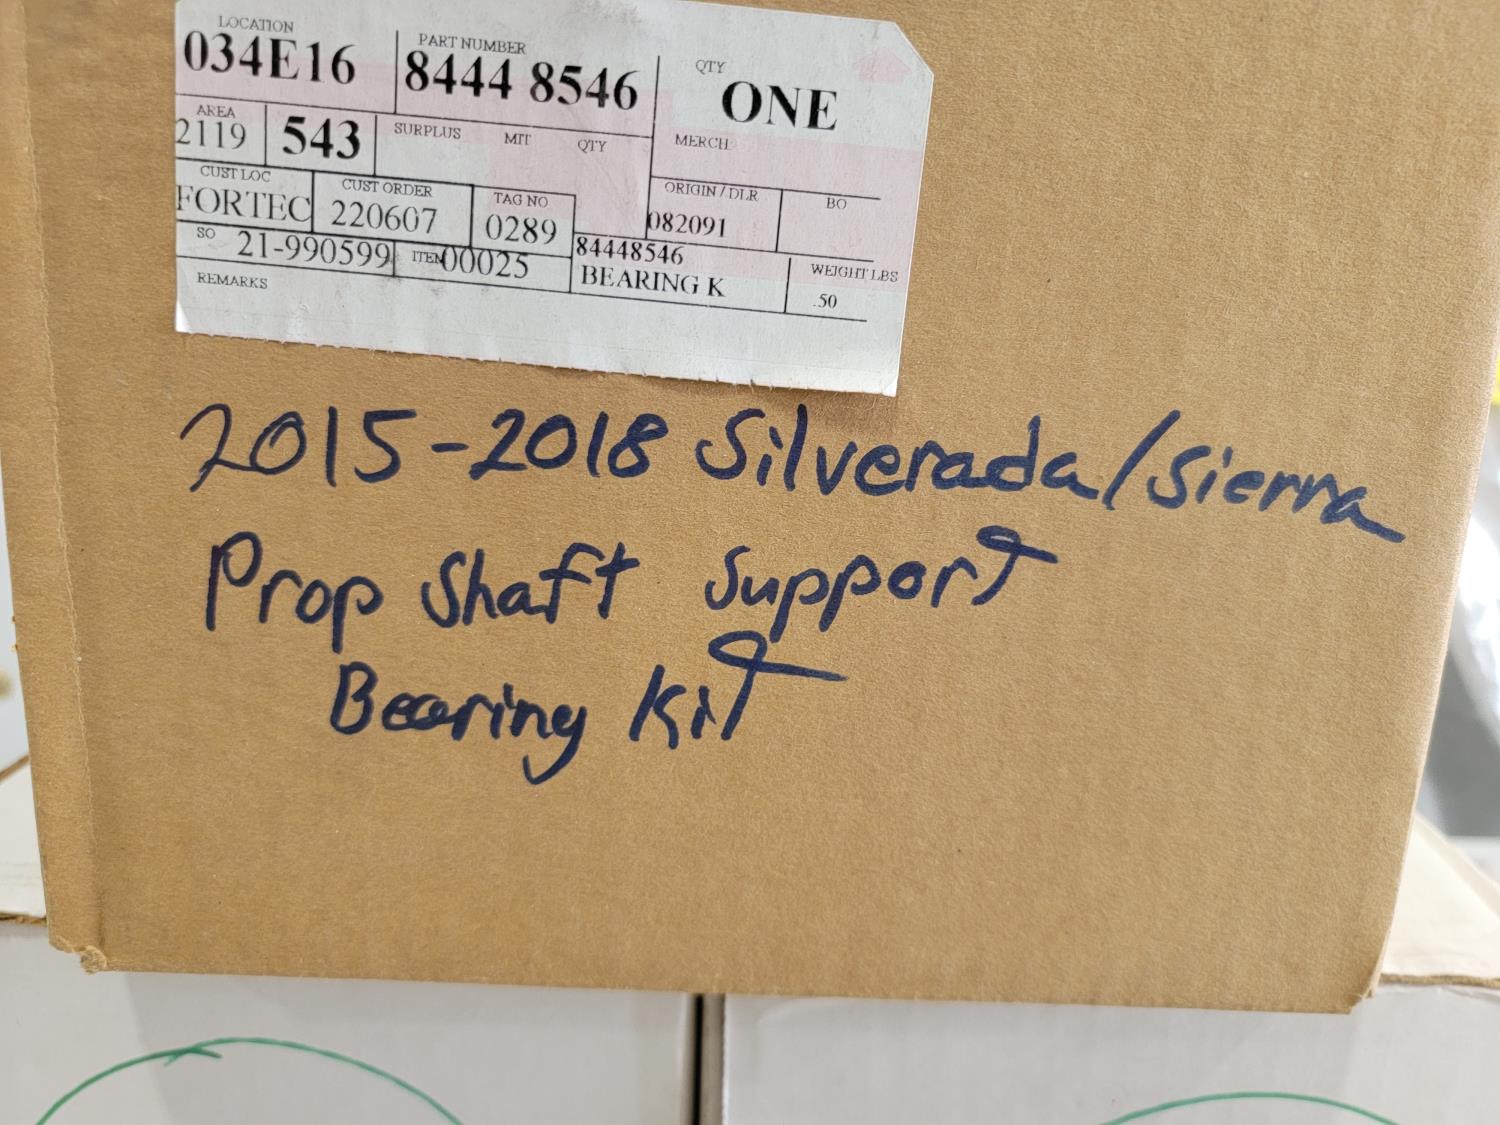 LOCATION PART NUMBER QTY
034E16 8444 8546 ONE
AREA SURPLUS MIT QTY MERCH
2119 543
CUST LOC CUST ORDER TAG NO ORIGIN / DLR BO
FORTEC 220607 0289 082091
SO 21-990599 ITEM 00025 84448546 WEIGHT LBS
BEARING K .50
REMARKS
2015-2018 Silverada/Sierra
Prop Shaft Support
Bearing Kit